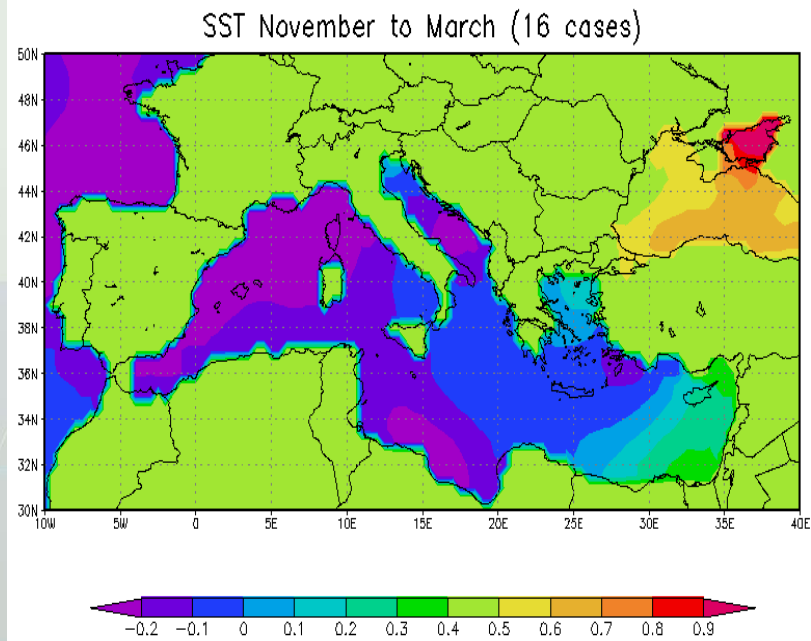 SST November to March (16 cases)
50N
48N
46N
44N
42N
40N
38N
36N
34N
32N
30N
10W 5W 0 5E 10E 15E 20E 25E 30E 35E 40E
−0.2 −0.1 0 0.1 0.2 0.3 0.4 0.5 0.6 0.7 0.8 0.9